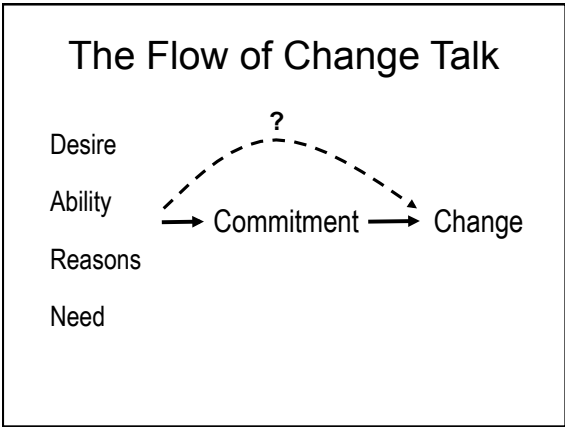 The Flow of Change Talk
?
Desire
Ability
Commitment
Change
Reasons
Need